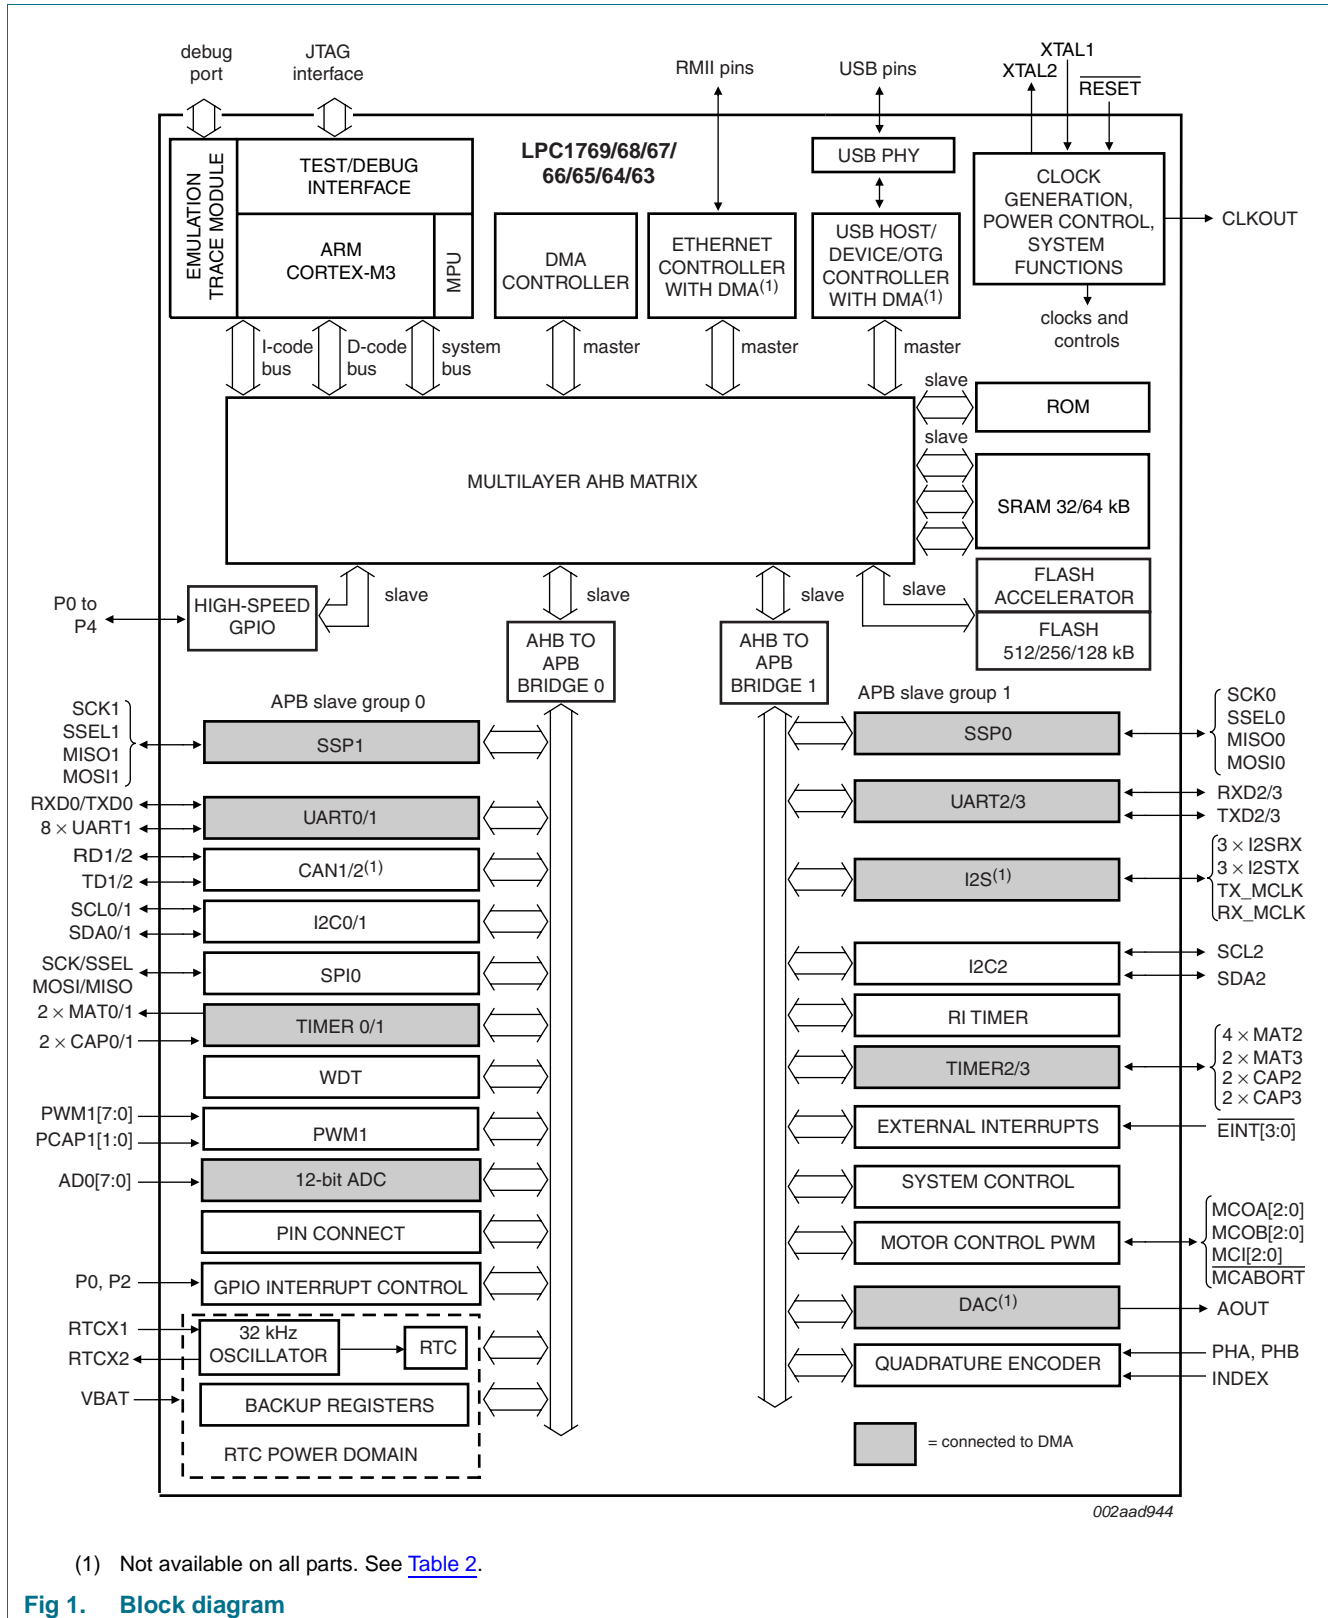 debug
port
JTAG
interface
RMII pins
USB pins
XTAL1
XTAL2
RESET
LPC1769/68/67/
66/65/64/63
EMULATION
TRACE MODULE
TEST/DEBUG
INTERFACE
ARM
CORTEX-M3
MPU
DMA
CONTROLLER
ETHERNET
CONTROLLER
WITH DMA(1)
USB PHY
USB HOST/
DEVICE/OTG
CONTROLLER
WITH DMA(1)
CLOCK
GENERATION,
POWER CONTROL,
SYSTEM
FUNCTIONS
CLKOUT
clocks and
controls
I-code
bus
D-code
bus
system
bus
master
master
master
slave
ROM
slave
MULTILAYER AHB MATRIX
SRAM 32/64 kB
P0 to
P4
HIGH-SPEED
GPIO
slave
slave
slave
slave
FLASH
ACCELERATOR
FLASH
512/256/128 kB
AHB TO
APB
BRIDGE 0
AHB TO
APB
BRIDGE 1
APB slave group 0
APB slave group 1
SCK1
SSEL1
MISO1
MOSI1
SSP1
SSP0
SCK0
SSEL0
MISO0
MOSI0
RXD0/TXD0
8 × UART1
UART0/1
UART2/3
RXD2/3
TXD2/3
RD1/2
TD1/2
CAN1/2(1)
I2S(1)
3 × I2SRX
3 × I2STX
TX_MCLK
RX_MCLK
SCL0/1
SDA0/1
I2C0/1
SCK/SSEL
MOSI/MISO
SPI0
I2C2
SCL2
SDA2
2 × MAT0/1
2 × CAP0/1
TIMER 0/1
RI TIMER
WDT
TIMER2/3
4 × MAT2
2 × MAT3
2 × CAP2
2 × CAP3
PWM1[7:0]
PCAP1[1:0]
PWM1
EXTERNAL INTERRUPTS
EINT[3:0]
AD0[7:0]
12-bit ADC
SYSTEM CONTROL
PIN CONNECT
MOTOR CONTROL PWM
MCOA[2:0]
MCOB[2:0]
MCI[2:0]
MCABORT
P0, P2
GPIO INTERRUPT CONTROL
DAC(1)
AOUT
RTCX1
RTCX2
32 kHz
OSCILLATOR
RTC
QUADRATURE ENCODER
PHA, PHB
INDEX
VBAT
BACKUP REGISTERS
RTC POWER DOMAIN
= connected to DMA
002aad944
(1) Not available on all parts. See Table 2.
Fig 1. Block diagram